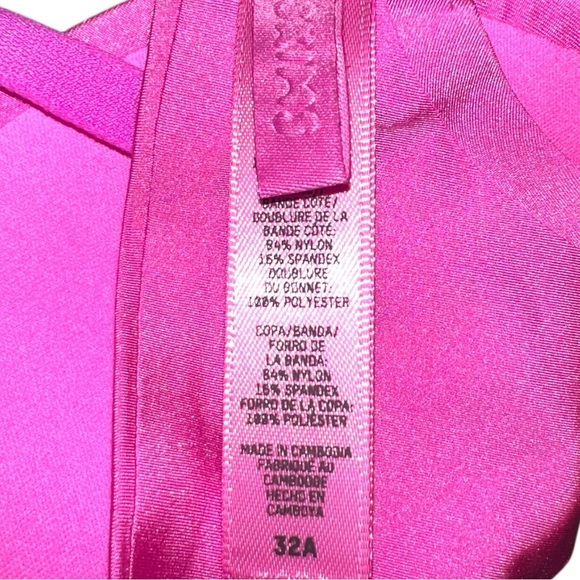 SKIMS
BANDE CÔTÉ/
DOUBLURE DE LA
BANDE CÔTÉ:
84% NYLON
16% SPANDEX
DOUBLURE
DU BONNET:
100% POLYESTER
COPA/BANDA/
FORRO DE
LA BANDA:
84% NYLON
16% SPANDEX
FORRO DE LA COPA:
100% POLIÉSTER
MADE IN CAMBODIA
FABRIQUÉ AU
CAMBODGE
HECHO EN
CAMBOYA
32A